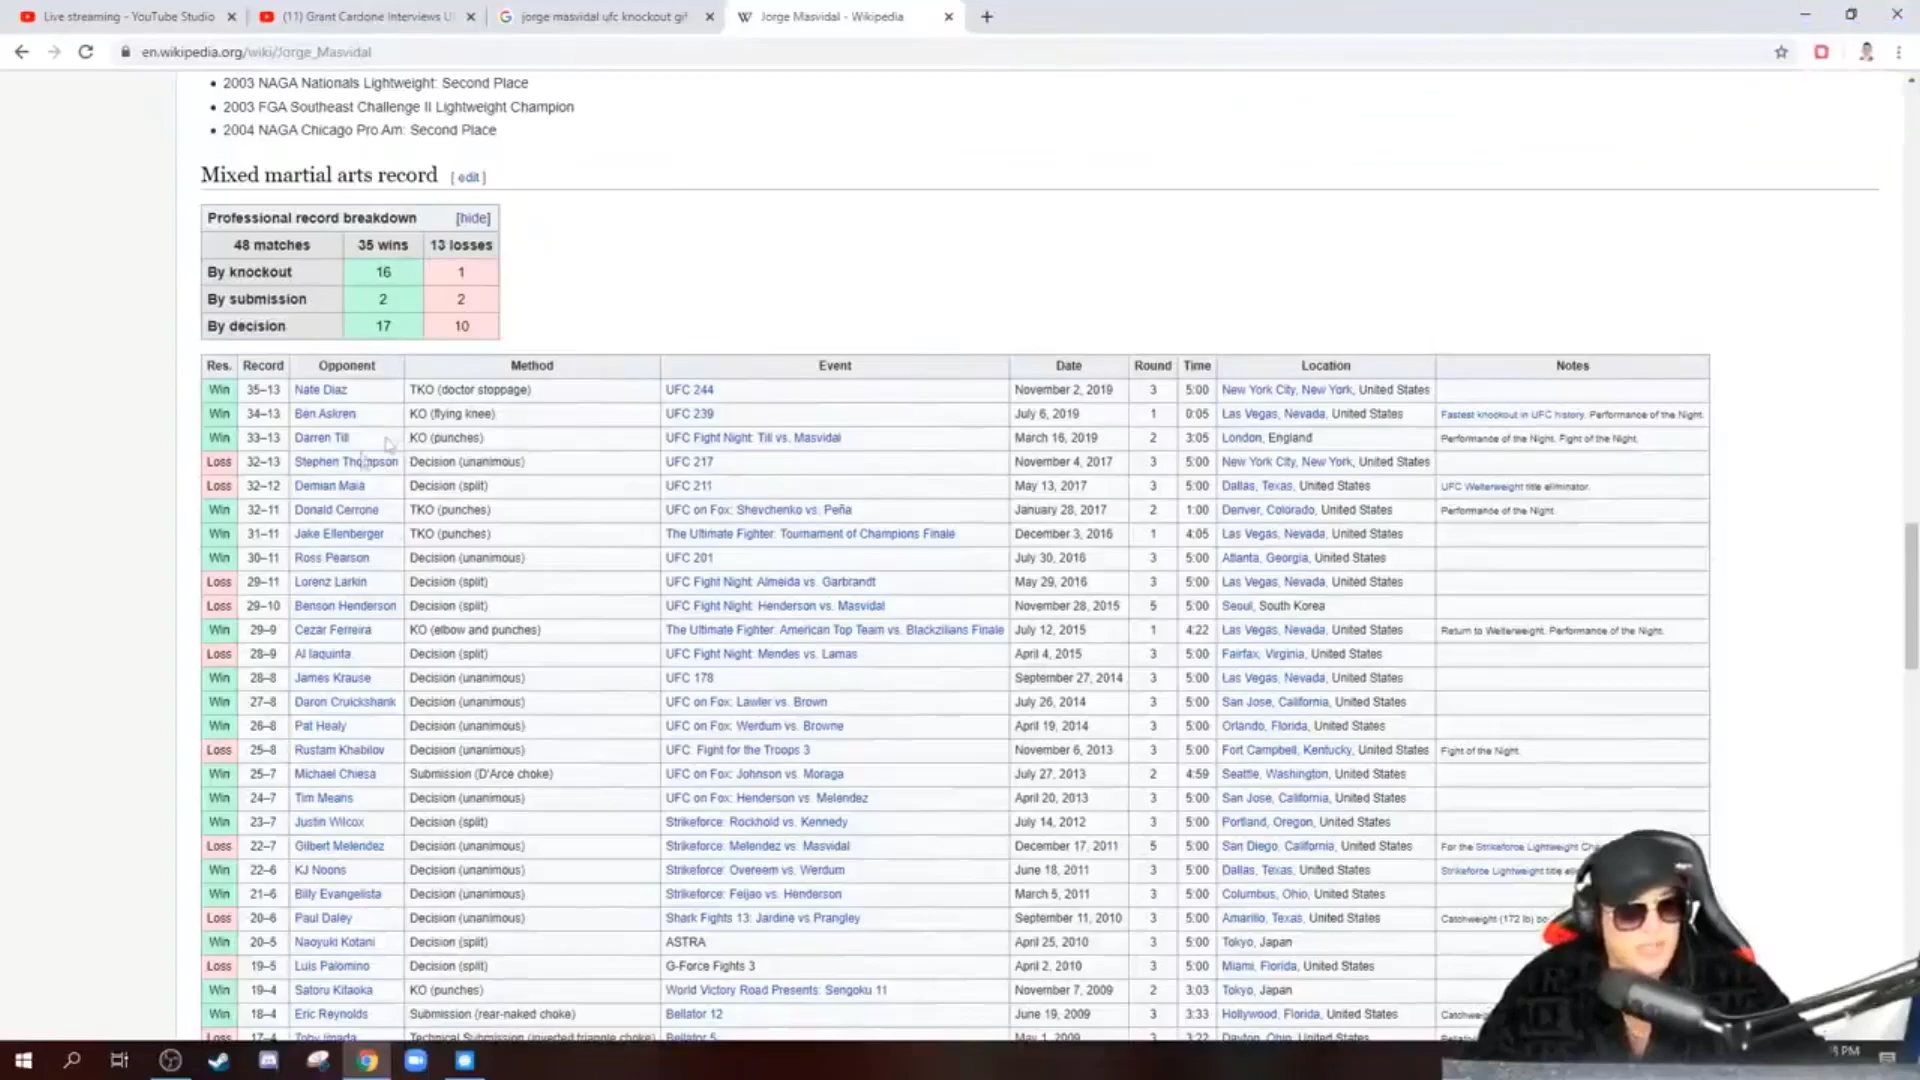 Live streaming - YouTube Studio
(11) Grant Cardone Interviews U
jorge masvidal ufc knockout gif
Jorge Masvidal - Wikipedia
en.wikipedia.org/wiki/Jorge_Masvidal
2003 NAGA Nationals Lightweight: Second Place
2003 FGA Southeast Challenge II Lightweight Champion
2004 NAGA Chicago Pro Am: Second Place
Mixed martial arts record [ edit ]
Professional record breakdown [hide]
48 matches 35 wins 13 losses
By knockout 16 1
By submission 2 2
By decision 17 10
Res. Record Opponent Method Event Date Round Time Location Notes
Win 35–13 Nate Diaz TKO (doctor stoppage) UFC 244 November 2, 2019 3 5:00 New York City, New York, United States
Win 34–13 Ben Askren KO (flying knee) UFC 239 July 6, 2019 1 0:05 Las Vegas, Nevada, United States Fastest knockout in UFC history. Performance of the Night.
Win 33–13 Darren Till KO (punches) UFC Fight Night: Till vs. Masvidal March 16, 2019 2 3:05 London, England Performance of the Night. Fight of the Night.
Loss 32–13 Stephen Thompson Decision (unanimous) UFC 217 November 4, 2017 3 5:00 New York City, New York, United States
Loss 32–12 Demian Maia Decision (split) UFC 211 May 13, 2017 3 5:00 Dallas, Texas, United States UFC Welterweight title eliminator.
Win 32–11 Donald Cerrone TKO (punches) UFC on Fox: Shevchenko vs. Peña January 28, 2017 2 1:00 Denver, Colorado, United States Performance of the Night.
Win 31–11 Jake Ellenberger TKO (punches) The Ultimate Fighter: Tournament of Champions Finale December 3, 2016 1 4:05 Las Vegas, Nevada, United States
Win 30–11 Ross Pearson Decision (unanimous) UFC 201 July 30, 2016 3 5:00 Atlanta, Georgia, United States
Loss 29–11 Lorenz Larkin Decision (split) UFC Fight Night: Almeida vs. Garbrandt May 29, 2016 3 5:00 Las Vegas, Nevada, United States
Loss 29–10 Benson Henderson Decision (split) UFC Fight Night: Henderson vs. Masvidal November 28, 2015 5 5:00 Seoul, South Korea
Win 29–9 Cezar Ferreira KO (elbow and punches) The Ultimate Fighter: American Top Team vs. Blackzilians Finale July 12, 2015 1 4:22 Las Vegas, Nevada, United States Return to Welterweight. Performance of the Night.
Loss 28–9 Al Iaquinta Decision (split) UFC Fight Night: Mendes vs. Lamas April 4, 2015 3 5:00 Fairfax, Virginia, United States
Win 28–8 James Krause Decision (unanimous) UFC 178 September 27, 2014 3 5:00 Las Vegas, Nevada, United States
Win 27–8 Daron Cruickshank Decision (unanimous) UFC on Fox: Lawler vs. Brown July 26, 2014 3 5:00 San Jose, California, United States
Win 26–8 Pat Healy Decision (unanimous) UFC on Fox: Werdum vs. Browne April 19, 2014 3 5:00 Orlando, Florida, United States
Loss 25–8 Rustam Khabilov Decision (unanimous) UFC: Fight for the Troops 3 November 6, 2013 3 5:00 Fort Campbell, Kentucky, United States Fight of the Night.
Win 25–7 Michael Chiesa Submission (D'Arce choke) UFC on Fox: Johnson vs. Moraga July 27, 2013 2 4:59 Seattle, Washington, United States
Win 24–7 Tim Means Decision (unanimous) UFC on Fox: Henderson vs. Melendez April 20, 2013 3 5:00 San Jose, California, United States
Win 23–7 Justin Wilcox Decision (split) Strikeforce: Rockhold vs. Kennedy July 14, 2012 3 5:00 Portland, Oregon, United States
Loss 22–7 Gilbert Melendez Decision (unanimous) Strikeforce: Melendez vs. Masvidal December 17, 2011 5 5:00 San Diego, California, United States For the Strikeforce Lightweight Cha
Win 22–6 KJ Noons Decision (unanimous) Strikeforce: Overeem vs. Werdum June 18, 2011 3 5:00 Dallas, Texas, United States Strikeforce Lightweight title eli
Win 21–6 Billy Evangelista Decision (unanimous) Strikeforce: Feijao vs. Henderson March 5, 2011 3 5:00 Columbus, Ohio, United States
Loss 20–6 Paul Daley Decision (unanimous) Shark Fights 13: Jardine vs Prangley September 11, 2010 3 5:00 Amarillo, Texas, United States Catchweight (172 lb) bo
Win 20–5 Naoyuki Kotani Decision (split) ASTRA April 25, 2010 3 5:00 Tokyo, Japan
Loss 19–5 Luis Palomino Decision (split) G-Force Fights 3 April 2, 2010 3 5:00 Miami, Florida, United States
Win 19–4 Satoru Kitaoka KO (punches) World Victory Road Presents: Sengoku 11 November 7, 2009 2 3:03 Tokyo, Japan
Win 18–4 Eric Reynolds Submission (rear-naked choke) Bellator 12 June 19, 2009 3 3:33 Hollywood, Florida, United States Catchwe
Loss 17–4 Toby Imada Technical Submission (inverted triangle choke) Bellator 5 May 1, 2009 3 3:22 Dayton, Ohio, United States Bellato
PM